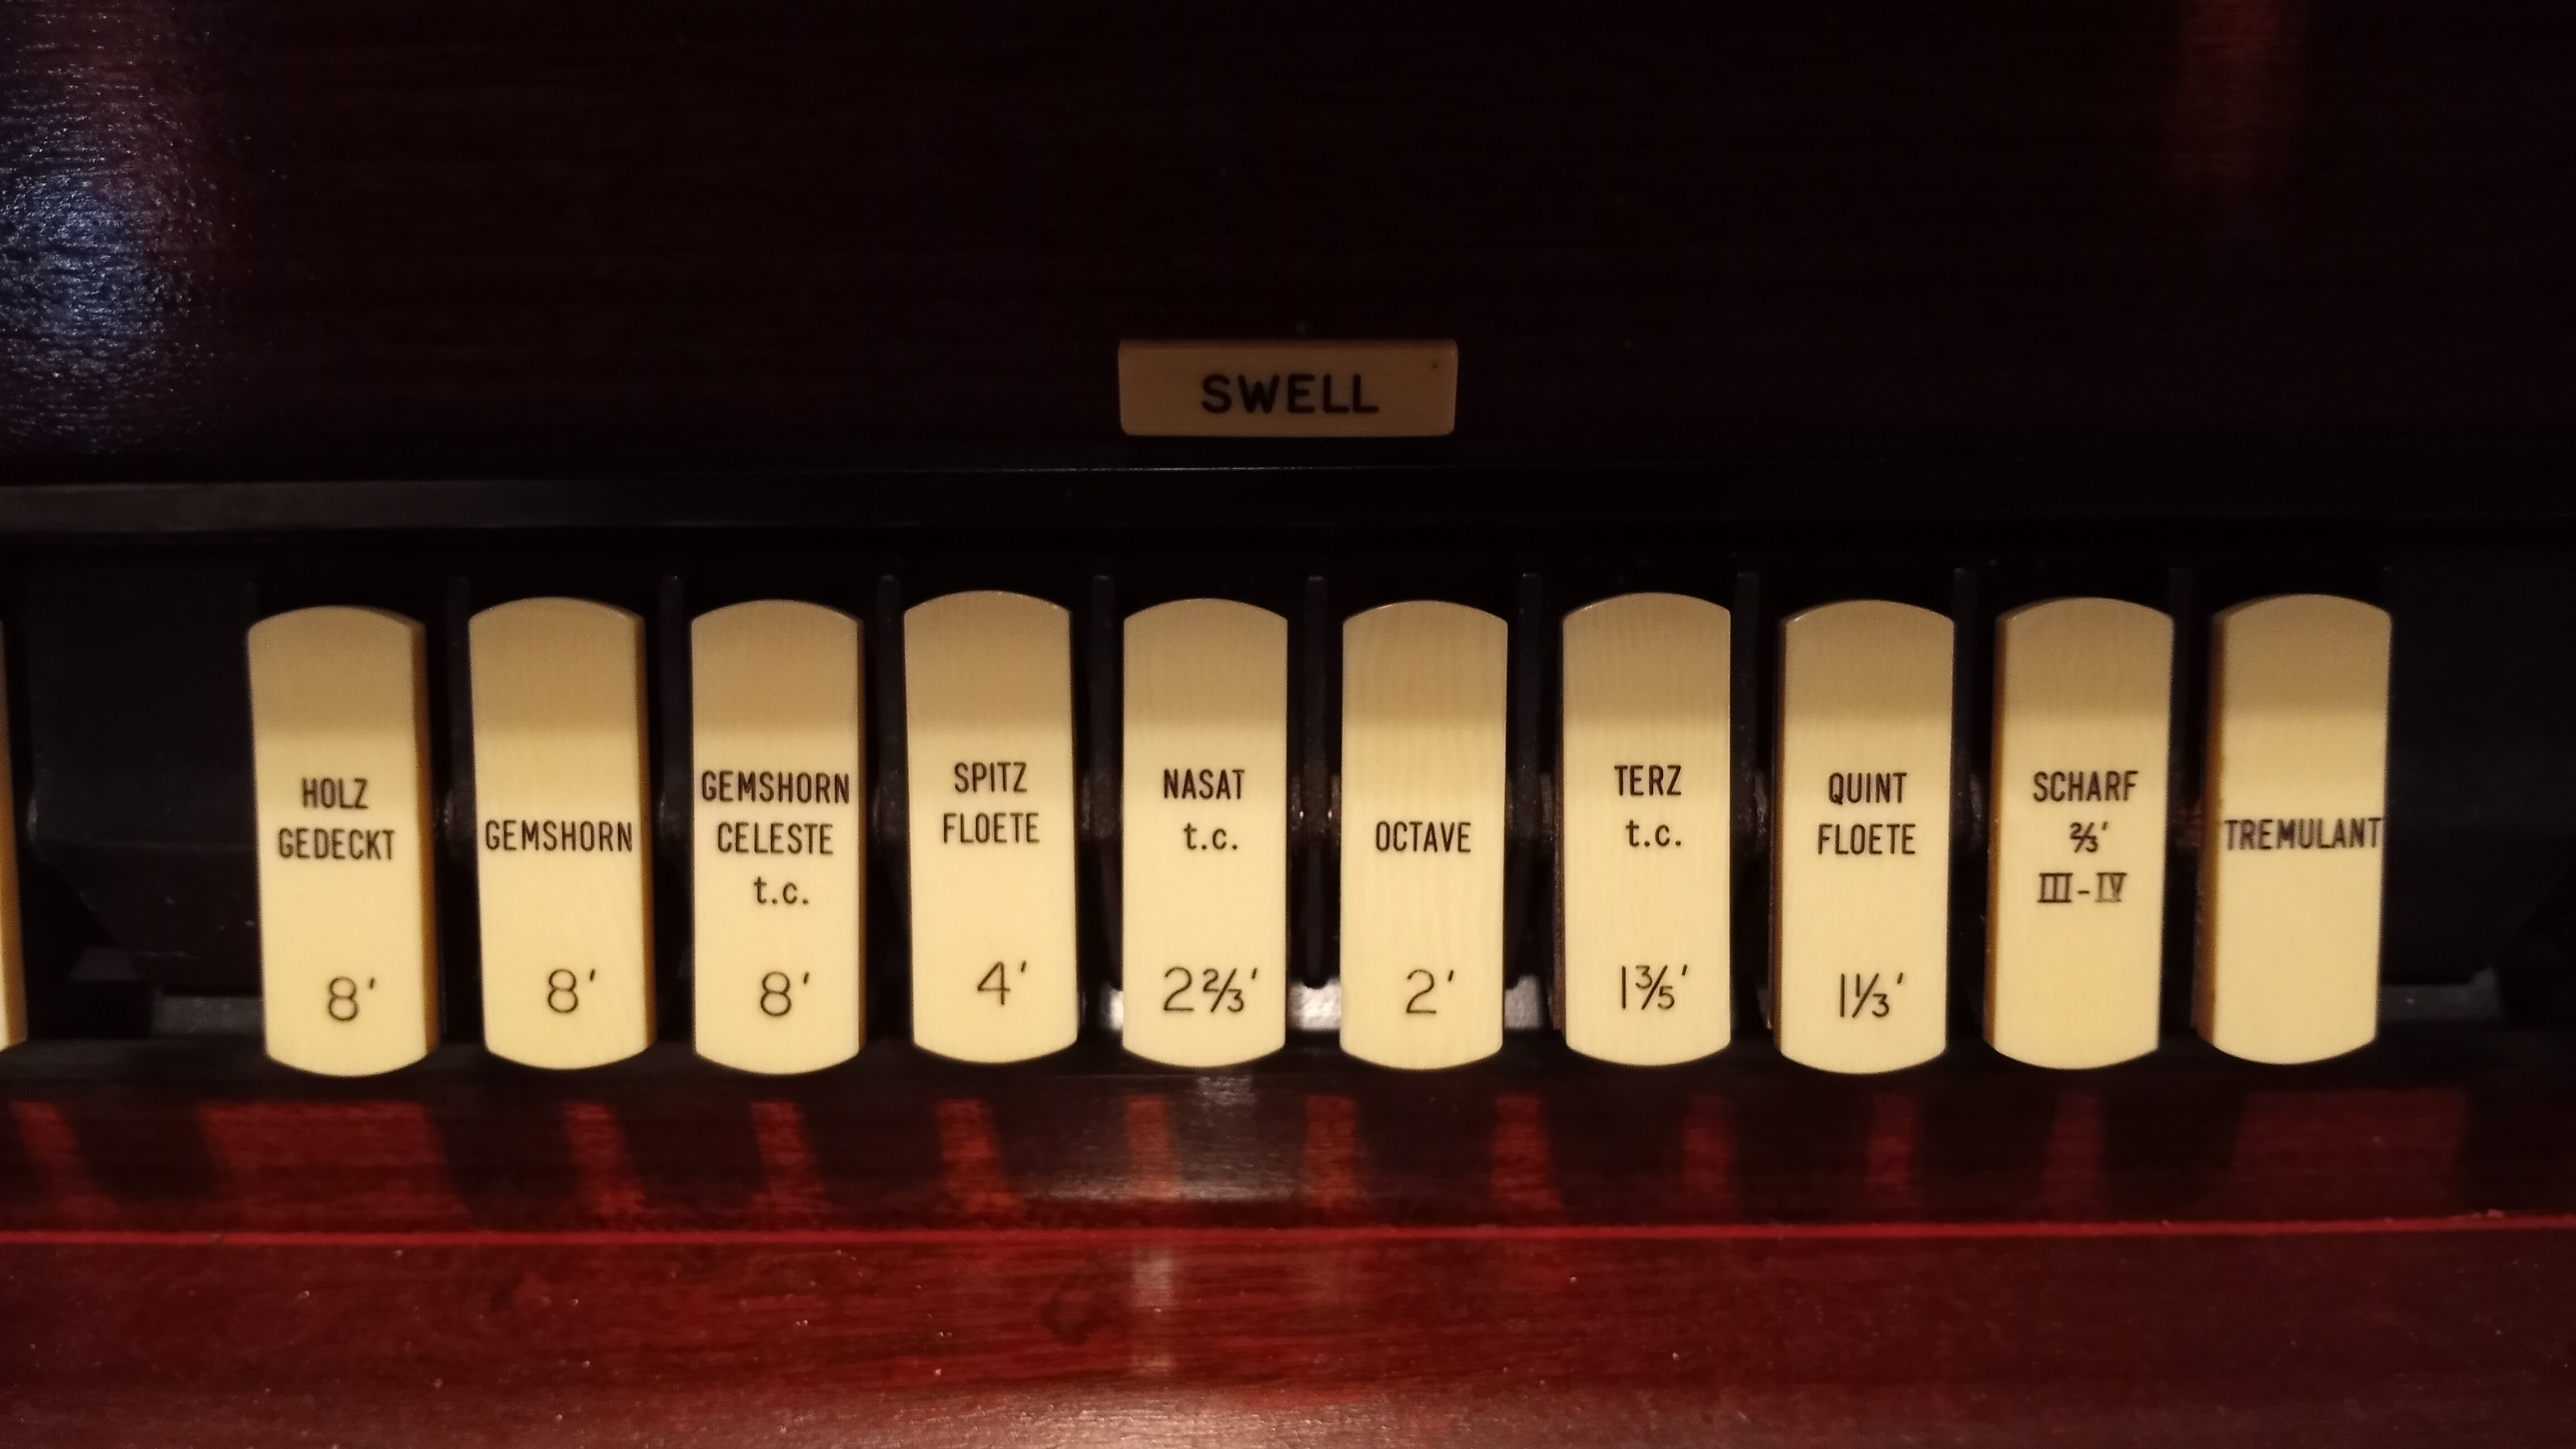 SWELL
HOLZ
GEDECKT
8'
GEMSHORN
8'
GEMSHORN
CELESTE
t.c.
8'
SPITZ
FLOETE
4'
NASAT
t.c.
2⅔'
OCTAVE
2'
TERZ
t.c.
1⅗'
QUINT
FLOETE
1⅓'
SCHARF
⅔'
III-IV
TREMULANT